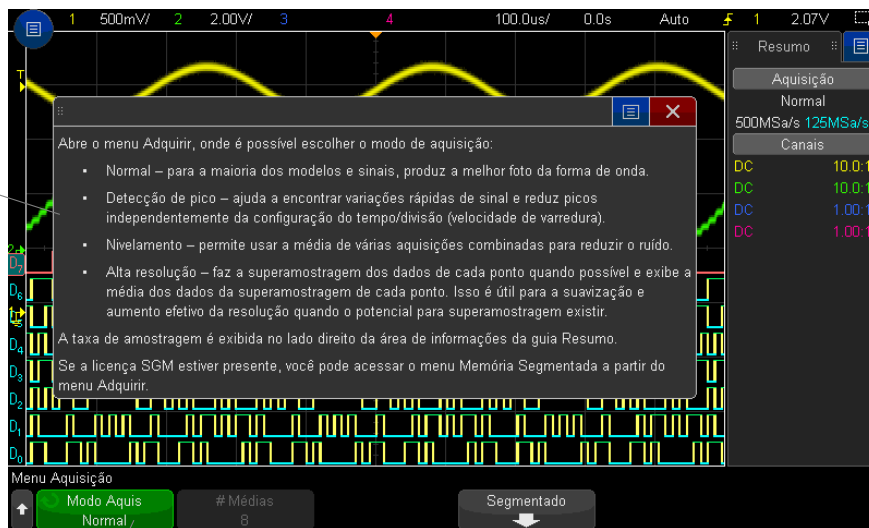 1 500mV/ 2 2.00V/ 3 4 100.0us/ 0.0s Auto 1 2.07V
Resumo
Aquisição
Normal
500MSa/s 125MSa/s
Canais
DC 10.0:1
DC 10.0:1
DC 1.00:1
DC 1.00:1
T
Abre o menu Adquirir, onde é possível escolher o modo de aquisição:
▪ Normal – para a maioria dos modelos e sinais, produz a melhor foto da forma de onda.
▪ Detecção de pico – ajuda a encontrar variações rápidas de sinal e reduz picos
independentemente da configuração do tempo/divisão (velocidade de varredura).
▪ Nivelamento – permite usar a média de várias aquisições combinadas para reduzir o ruído.
▪ Alta resolução – faz a superamostragem dos dados de cada ponto quando possível e exibe a
média dos dados da superamostragem de cada ponto. Isso é útil para a suavização e
aumento efetivo da resolução quando o potencial para superamostragem existir.
A taxa de amostragem é exibida no lado direito da área de informações da guia Resumo.
Se a licença SGM estiver presente, você pode acessar o menu Memória Segmentada a partir do
menu Adquirir.
2
D7
D6
D4
D3
D2
D1
D0
Menu Aquisição
Modo Aquis
Normal
# Médias
8
Segmentado